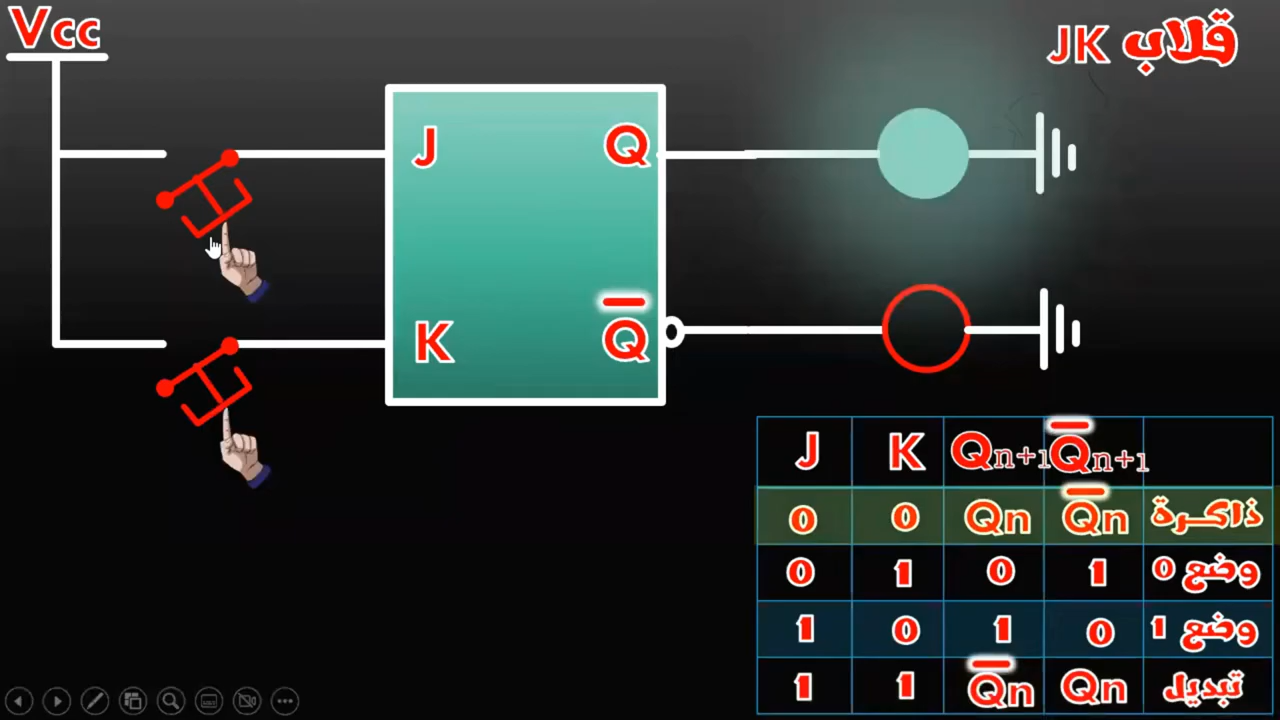 Vcc
قلاب JK
J Q
K Q̅
J K Qn+1 Q̅n+1
0 0 Qn Q̅n ذاكرة
0 1 0 1 وضع 0
1 0 1 0 وضع 1
1 1 Q̅n Qn تبديل